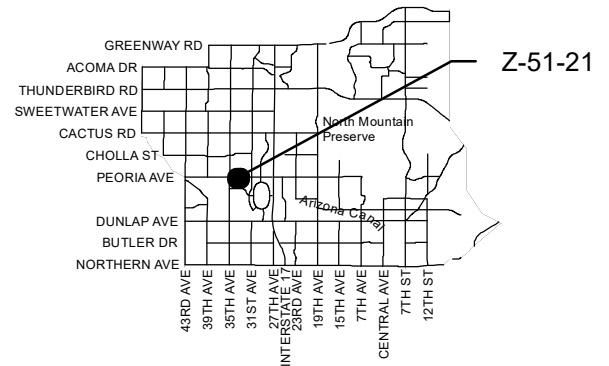 GREENWAY RD
ACOMA DR
THUNDERBIRD RD
SWEETWATER AVE
CACTUS RD
CHOLLA ST
PEORIA AVE
DUNLAP AVE
BUTLER DR
NORTHERN AVE
Z-51-21
North Mountain
Preserve
Arizona Canal
43RD AVE
39TH AVE
35TH AVE
31ST AVE
27TH AVE
INTERSTATE 17
23RD AVE
19TH AVE
15TH AVE
7TH AVE
CENTRAL AVE
7TH ST
12TH ST